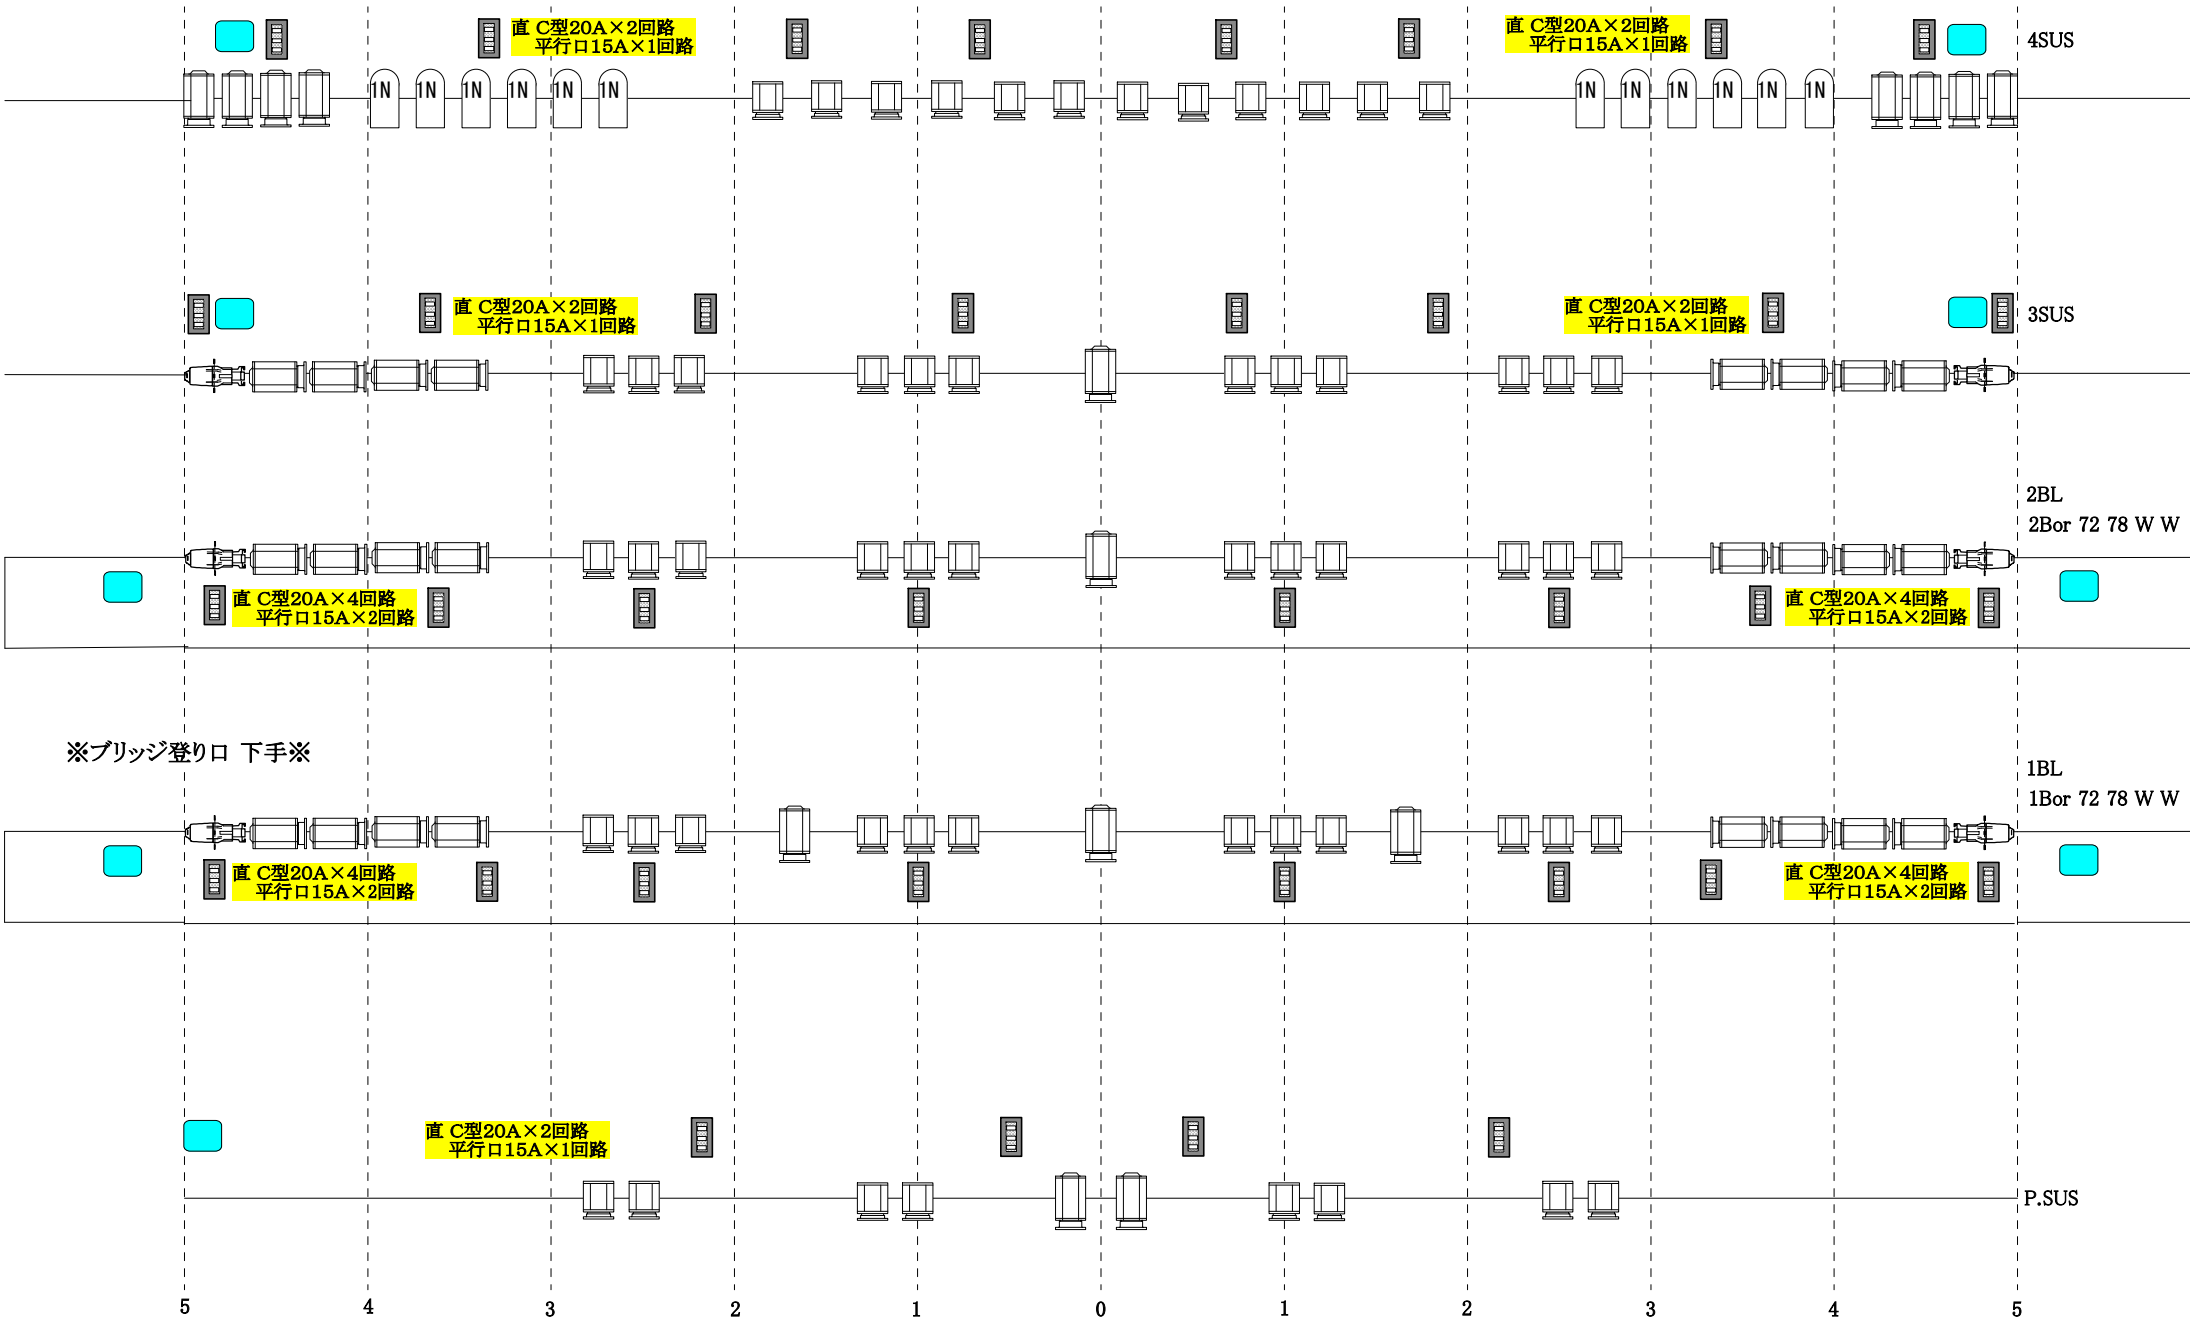 直 C型20A×2回路
平行口15A×1回路
直 C型20A×2回路
平行口15A×1回路
4SUS
1N 1N 1N 1N 1N 1N
1N 1N 1N 1N 1N 1N
直 C型20A×2回路
平行口15A×1回路
直 C型20A×2回路
平行口15A×1回路
3SUS
2BL
2Bor 72 78 W W
直 C型20A×4回路
平行口15A×2回路
直 C型20A×4回路
平行口15A×2回路
※ブリッジ登り口 下手※
1BL
1Bor 72 78 W W
直 C型20A×4回路
平行口15A×2回路
直 C型20A×4回路
平行口15A×2回路
直 C型20A×2回路
平行口15A×1回路
P.SUS
5 4 3 2 1 0 1 2 3 4 5